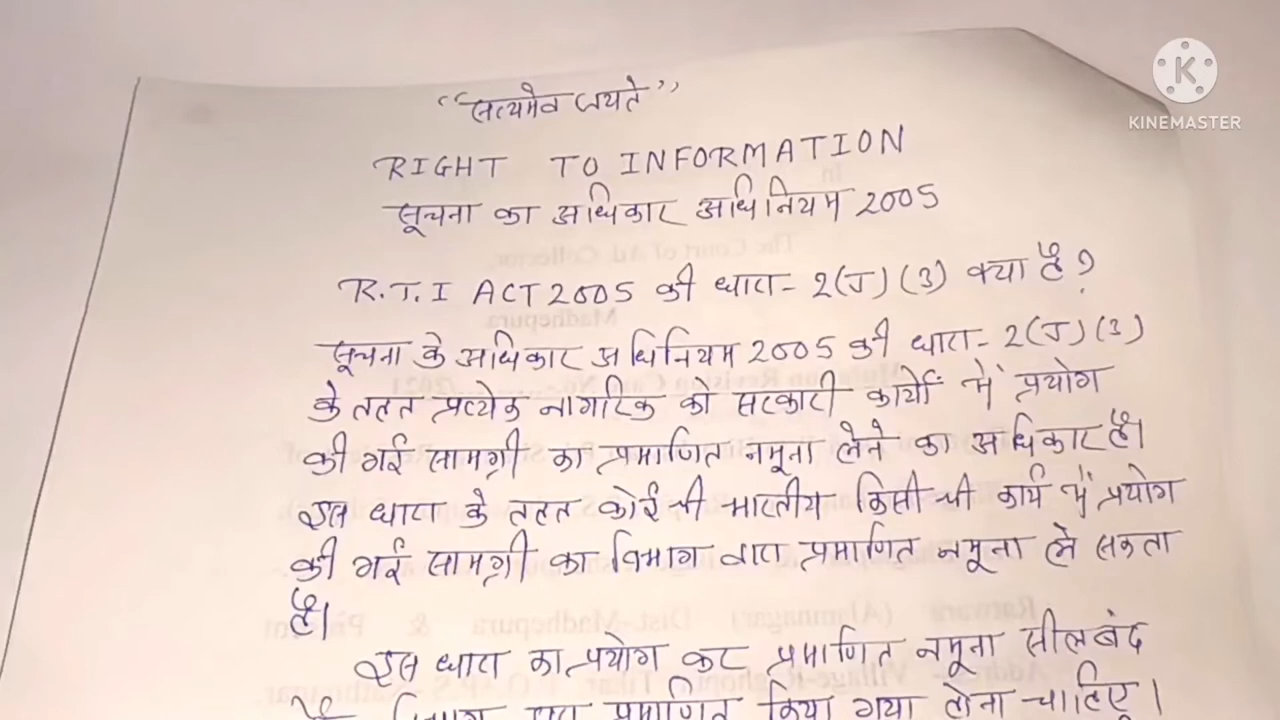 "सत्यमेव जयते"
KINEMASTER
RIGHT TO INFORMATION
सूचना का अधिकार अधिनियम 2005
R.T.I ACT 2005 की धारा- 2(J)(3) क्या है?
सूचना के अधिकार अधिनियम 2005 की धारा- 2(J)(3)
के तहत प्रत्येक नागरिक को सरकारी कार्यों में प्रयोग
की गई सामग्री का प्रमाणित नमूना लेने का अधिकार है।
इस धारा के तहत कोई भी भारतीय किसी भी कार्य में प्रयोग
की गई सामग्री का विभाग द्वारा प्रमाणित नमूना ले सकता
है।
इस धारा का प्रयोग कर प्रमाणित नमूना सीलबंद
विभाग द्वारा प्रमाणित किया गया होना चाहिए।